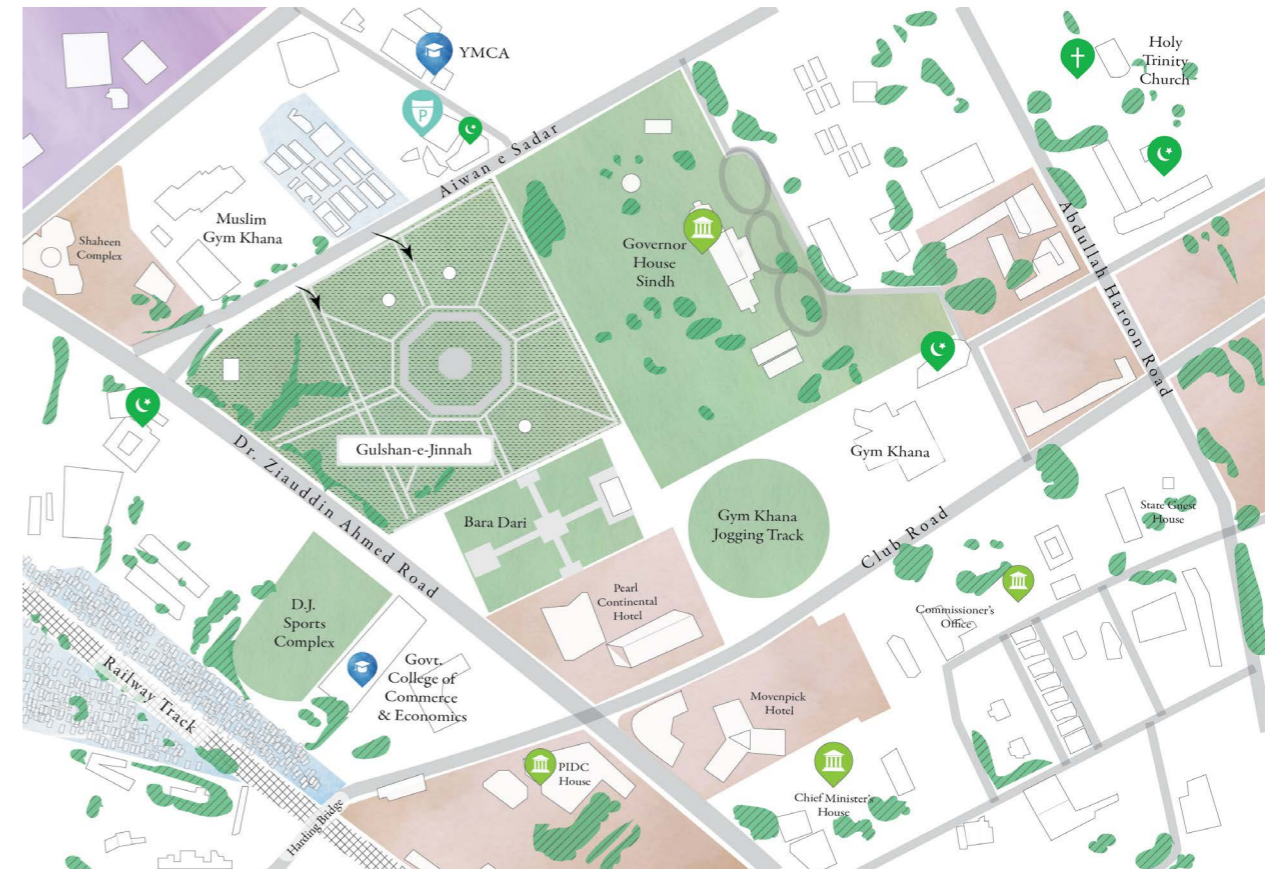 YMCA
P
Holy
Trinity
Church
Aiwan e Sadar
Muslim
Gym Khana
Shaheen
Complex
Governor
House
Sindh
Abdullah Haroon Road
Gulshan-e-Jinnah
Dr. Ziauddin Ahmed Road
Gym Khana
Bara Dari
Gym Khana
Jogging Track
Club Road
State Guest
House
Pearl
Continental
Hotel
Commissioner's
Office
D.J.
Sports
Complex
Govt.
College of
Commerce
& Economics
Railway Track
Movenpick
Hotel
PIDC
House
Chief Minister's
House
Harding Bridge